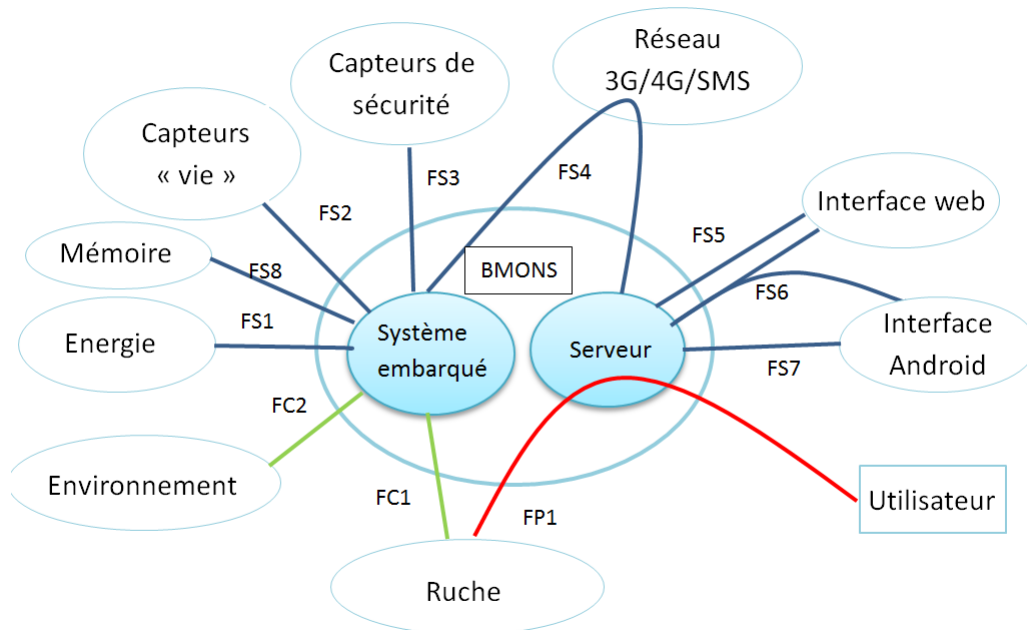 Réseau
3G/4G/SMS
Capteurs de
sécurité
Capteurs
« vie »
FS3
FS4
FS2
Interface web
FS5
Mémoire
FS8
BMONS
FS6
FS1
Energie
Système
embarqué
Serveur
Interface
Android
FS7
FC2
Environnement
FC1
FP1
Utilisateur
Ruche